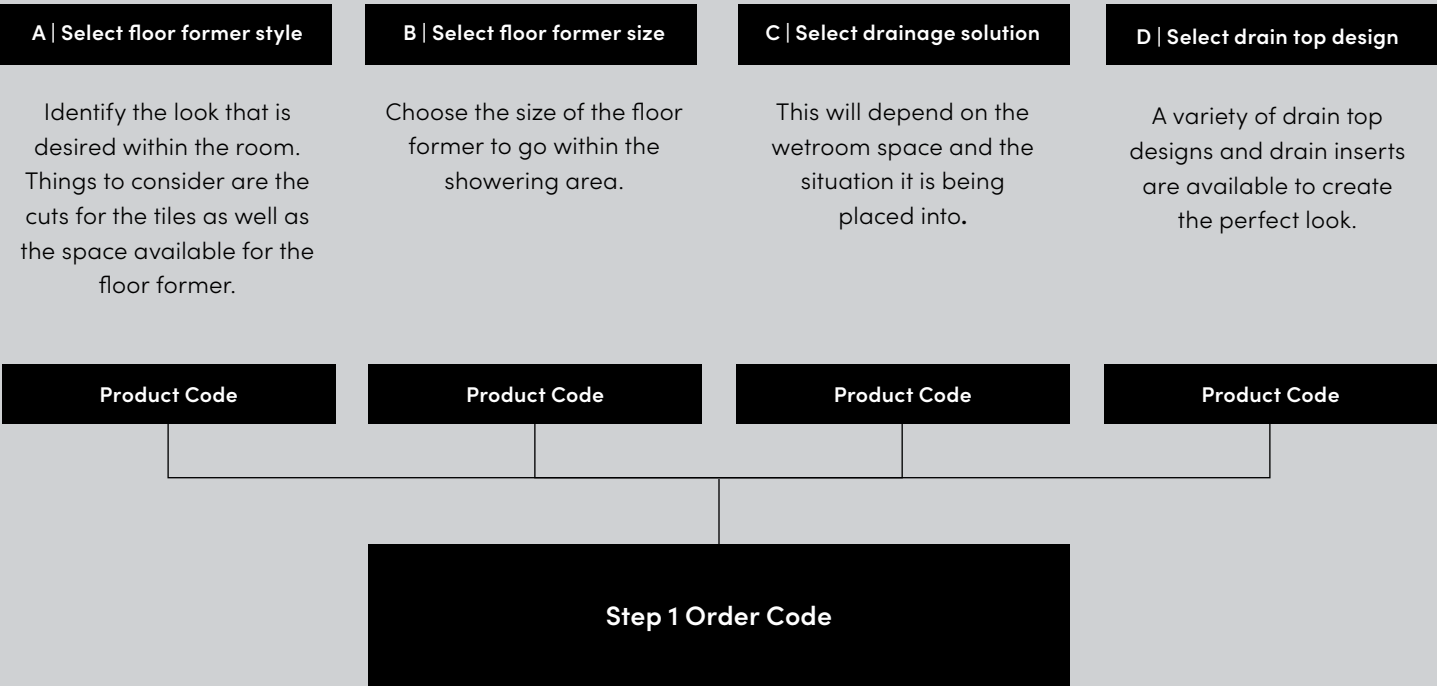 A | Select floor former style
Identify the look that is
desired within the room.
Things to consider are the
cuts for the tiles as well as
the space available for the
floor former.
Product Code
B | Select floor former size
Choose the size of the floor
former to go within the
showering area.
Product Code
C | Select drainage solution
This will depend on the
wetroom space and the
situation it is being
placed into.
Product Code
D | Select drain top design
A variety of drain top
designs and drain inserts
are available to create
the perfect look.
Product Code
Step 1 Order Code